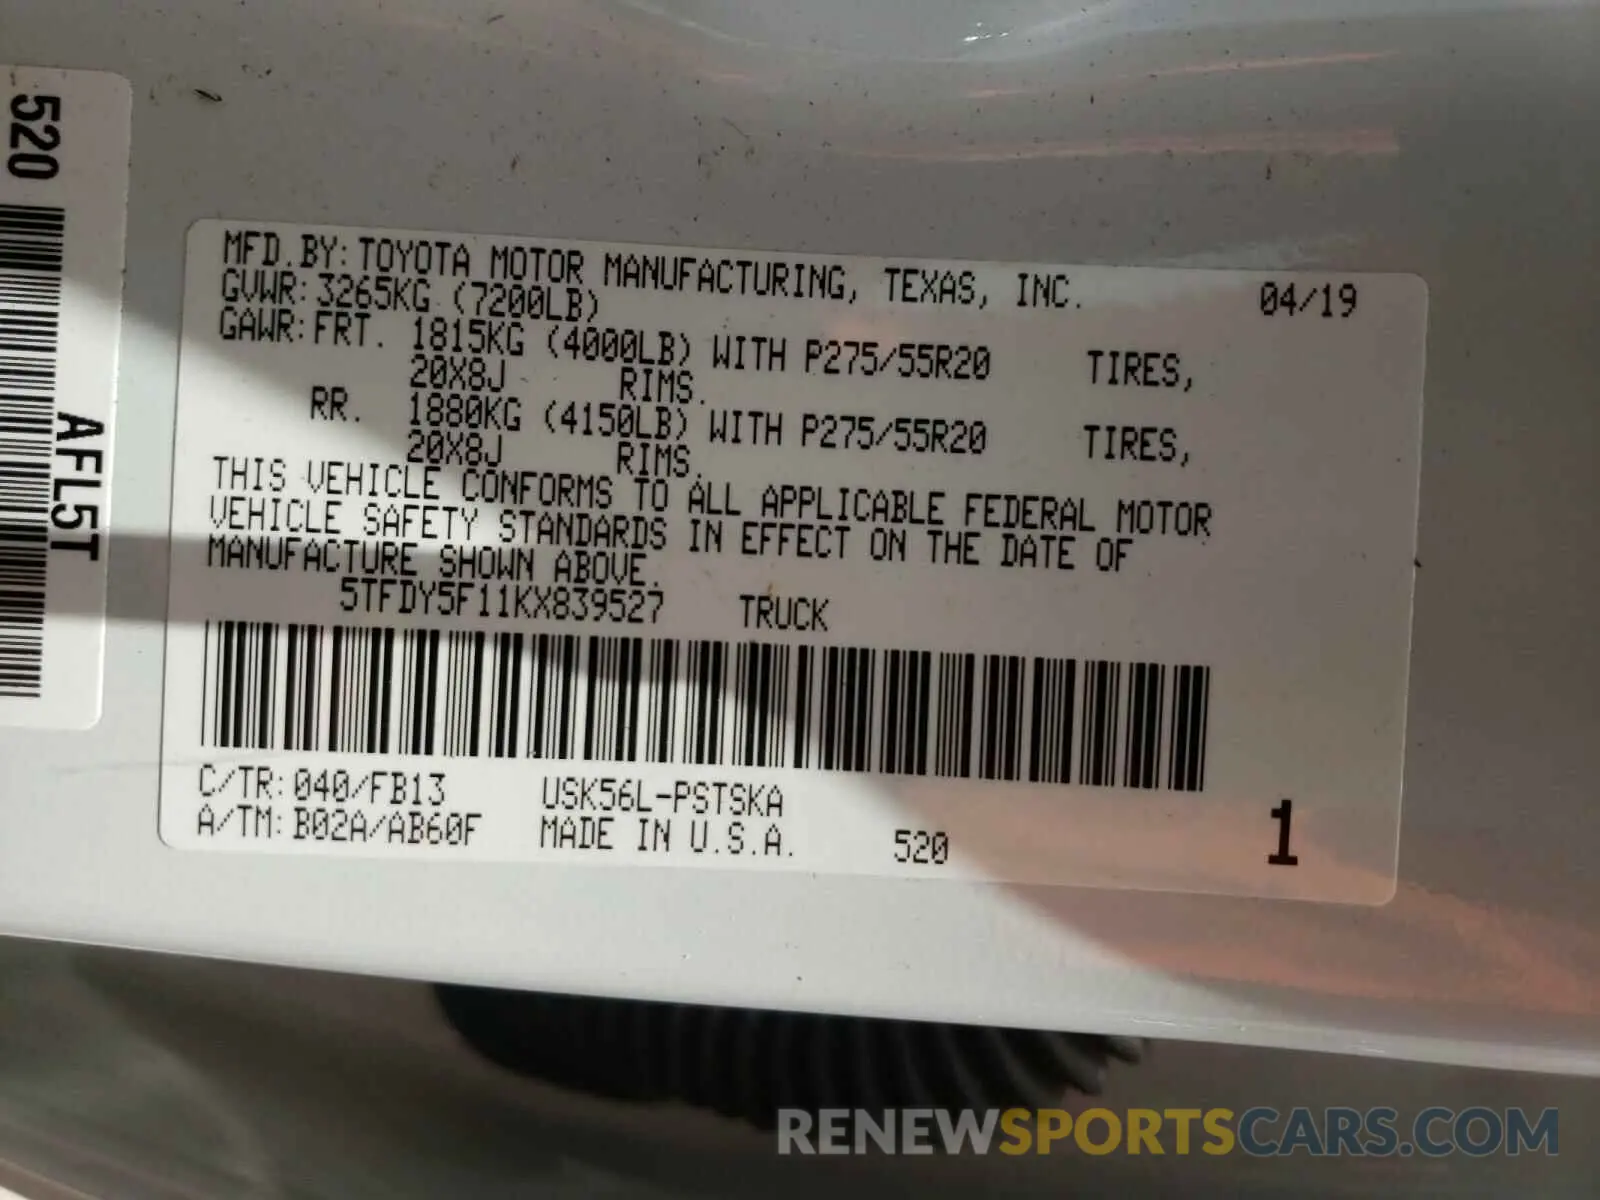 520
AFL5T
MFD.BY: TOYOTA MOTOR MANUFACTURING, TEXAS, INC. 04/19
GVWR: 3265KG (7200LB)
GAWR: FRT. 1815KG (4000LB) WITH P275/55R20 TIRES,
20X8J RIMS.
RR. 1880KG (4150LB) WITH P275/55R20 TIRES,
20X8J RIMS.
THIS VEHICLE CONFORMS TO ALL APPLICABLE FEDERAL MOTOR
VEHICLE SAFETY STANDARDS IN EFFECT ON THE DATE OF
MANUFACTURE SHOWN ABOVE.
5TFDY5F11KX839527 TRUCK
C/TR: 040/FB13 USK56L-PSTSKA
A/TM: B02A/AB60F MADE IN U.S.A. 520 1
RENEWSPORTSCARS.COM